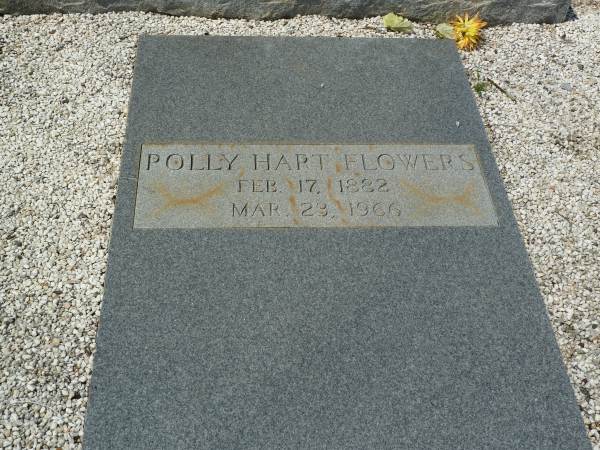 POLLY HART FLOWERS
FEB. 17, 1882
MAR. 23, 1966